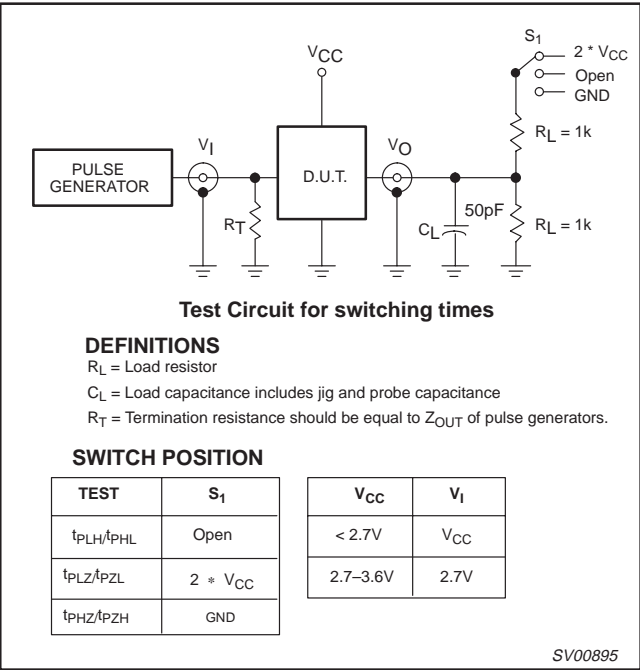 S1
2 * VCC
Open
GND
VCC
RL = 1k
VI
VO
PULSE
GENERATOR
D.U.T.
50pF
RT
CL
RL = 1k
Test Circuit for switching times
DEFINITIONS
RL = Load resistor
CL = Load capacitance includes jig and probe capacitance
RT = Termination resistance should be equal to ZOUT of pulse generators.
SWITCH POSITION
TEST S1
tPLH/tPHL Open
tPLZ/tPZL 2 * VCC
tPHZ/tPZH GND
VCC VI
< 2.7V VCC
2.7–3.6V 2.7V
SV00895